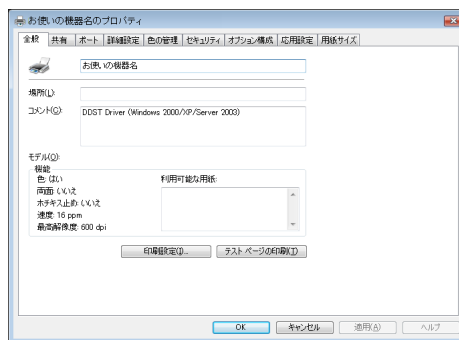 お使いの機器名のプロパティ
全般 共有 ポート 詳細設定 色の管理 セキュリティ オプション構成 応用設定 用紙サイズ
お使いの機器名
場所(L):
コメント(C): DDST Driver (Windows 2000/XP/Server 2003)
モデル(O):
機能
色: はい
利用可能な用紙:
両面: いいえ
ホチキス止め: いいえ
速度: 16 ppm
最高解像度: 600 dpi
印刷設定(I)... テスト ページの印刷(T)
OK キャンセル 適用(A) ヘルプ